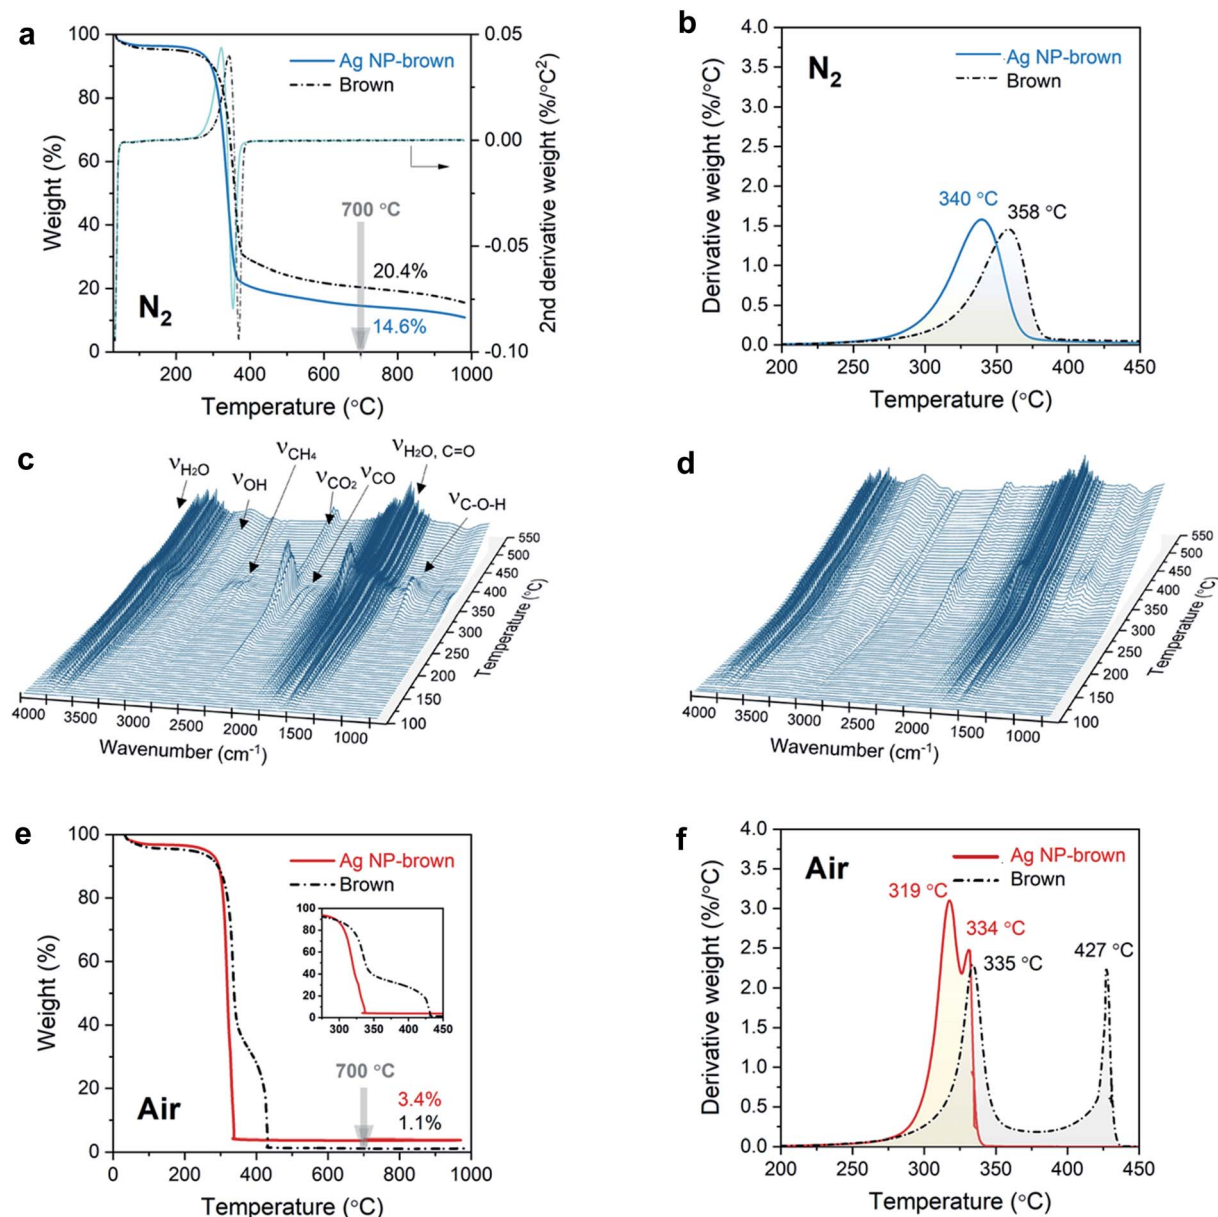 a
100
80
60
40
20
0
Weight (%)
200
400
600
800
1000
Temperature (°C)
0.05
0.00
-0.05
-0.10
2nd derivative weight (%/°C²)
Ag NP-brown
Brown
700 °C
20.4%
14.6%
N₂
b
4.0
3.5
3.0
2.5
2.0
1.5
1.0
0.5
0.0
Derivative weight (%/°C)
N₂
Ag NP-brown
Brown
340 °C
358 °C
200
250
300
350
400
450
Temperature (°C)
c
νH₂O
νOH
νCH₄
νCO₂
νCO
νH₂O, C=O
νC-O-H
550
500
450
400
350
300
250
200
150
100
Temperature (°C)
4000
3500
3000
2500
2000
1500
1000
Wavenumber (cm⁻¹)
d
550
500
450
400
350
300
250
200
150
100
Temperature (°C)
4000
3500
3000
2500
2000
1500
1000
Wavenumber (cm⁻¹)
e
100
80
60
40
20
0
Weight (%)
Ag NP-brown
Brown
100
80
60
40
20
0
300
350
400
450
700 °C
3.4%
1.1%
Air
0
200
400
600
800
1000
Temperature (°C)
f
4.0
3.5
3.0
2.5
2.0
1.5
1.0
0.5
0.0
Derivative weight (%/°C)
Air
Ag NP-brown
Brown
319 °C
334 °C
335 °C
427 °C
200
250
300
350
400
450
Temperature (°C)